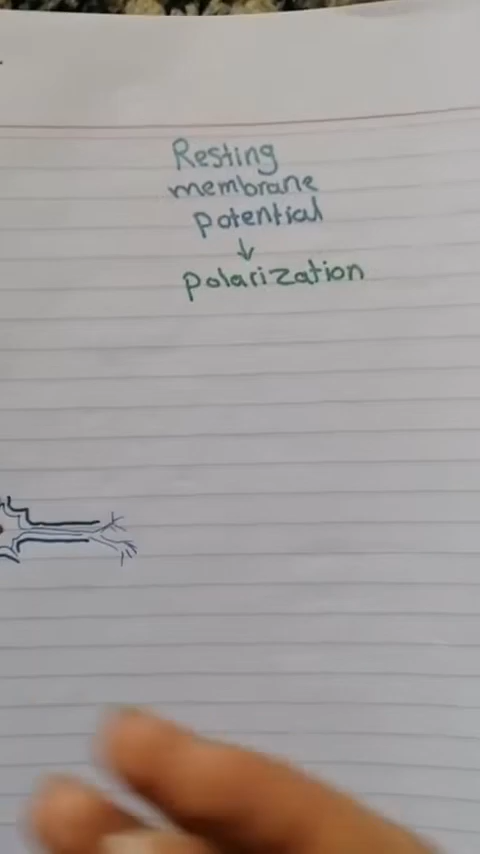 Resting
membrane
potential
↓
polarization